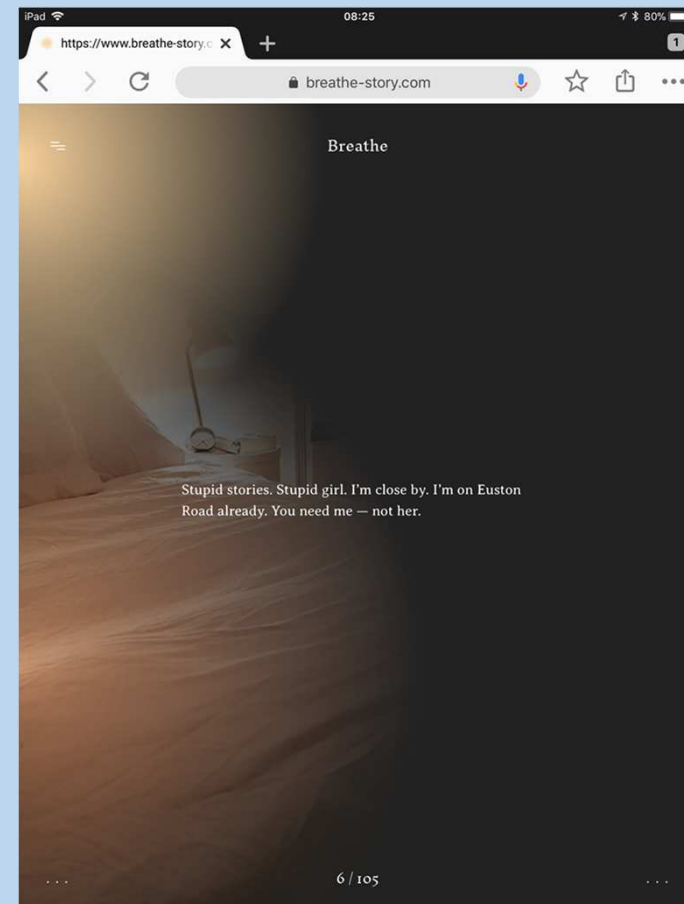 iPad 08:25 80%
https://www.breathe-story.c
1
breathe-story.com
Breathe
Stupid stories. Stupid girl. I'm close by. I'm on Euston
Road already. You need me — not her.
. . . 6 / 105 . . .